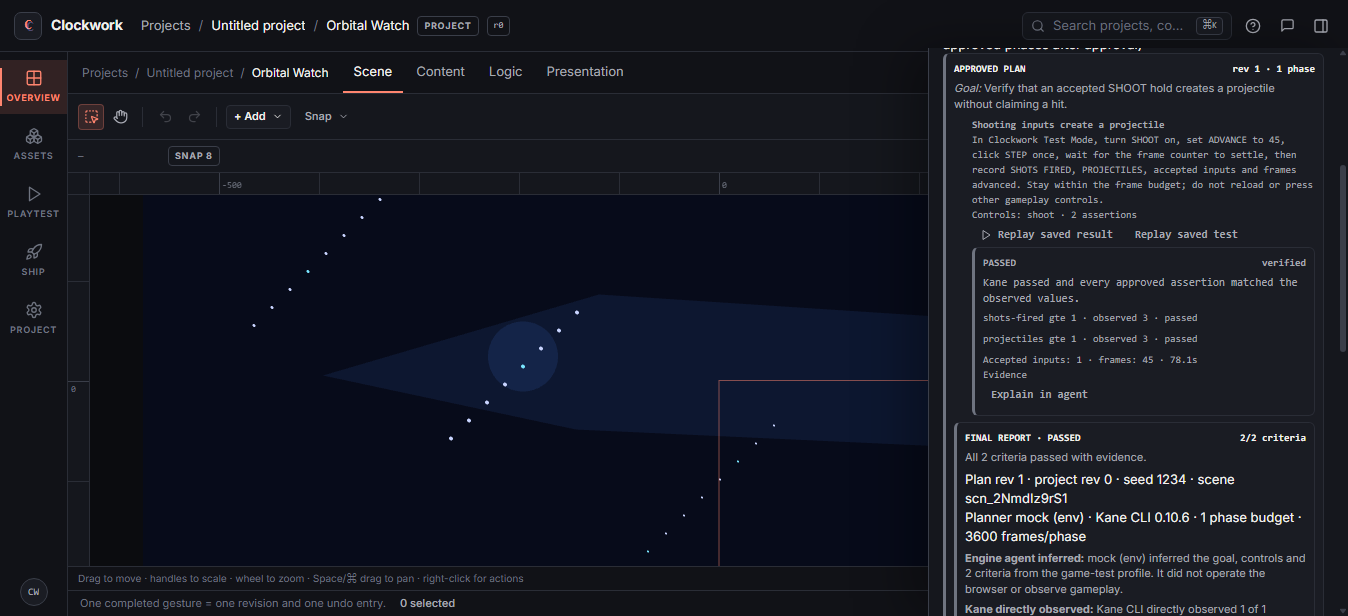 Clockwork Projects / Untitled project / Orbital Watch PROJECT r0 Search projects, co... ⌘K
OVERVIEW
ASSETS
PLAYTEST
SHIP
PROJECT
CW
Projects / Untitled project / Orbital Watch Scene Content Logic Presentation
+ Add Snap
– SNAP 8
-500 0
0
Drag to move · handles to scale · wheel to zoom · Space/⌘ drag to pan · right-click for actions
One completed gesture = one revision and one undo entry. 0 selected
approved phases after approval)
APPROVED PLAN rev 1 · 1 phase
Goal: Verify that an accepted SHOOT hold creates a projectile
without claiming a hit.
Shooting inputs create a projectile
In Clockwork Test Mode, turn SHOOT on, set ADVANCE to 45,
click STEP once, wait for the frame counter to settle, then
record SHOTS FIRED, PROJECTILES, accepted inputs and frames
advanced. Stay within the frame budget; do not reload or press
other gameplay controls.
Controls: shoot · 2 assertions
Replay saved result Replay saved test
PASSED verified
Kane passed and every approved assertion matched the
observed values.
shots-fired gte 1 · observed 3 · passed
projectiles gte 1 · observed 3 · passed
Accepted inputs: 1 · frames: 45 · 78.1s
Evidence
Explain in agent
FINAL REPORT · PASSED 2/2 criteria
All 2 criteria passed with evidence.
Plan rev 1 · project rev 0 · seed 1234 · scene
scn_2NmdIz9rS1
Planner mock (env) · Kane CLI 0.10.6 · 1 phase budget ·
3600 frames/phase
Engine agent inferred: mock (env) inferred the goal, controls and
2 criteria from the game-test profile. It did not operate the
browser or observe gameplay.
Kane directly observed: Kane CLI directly observed 1 of 1